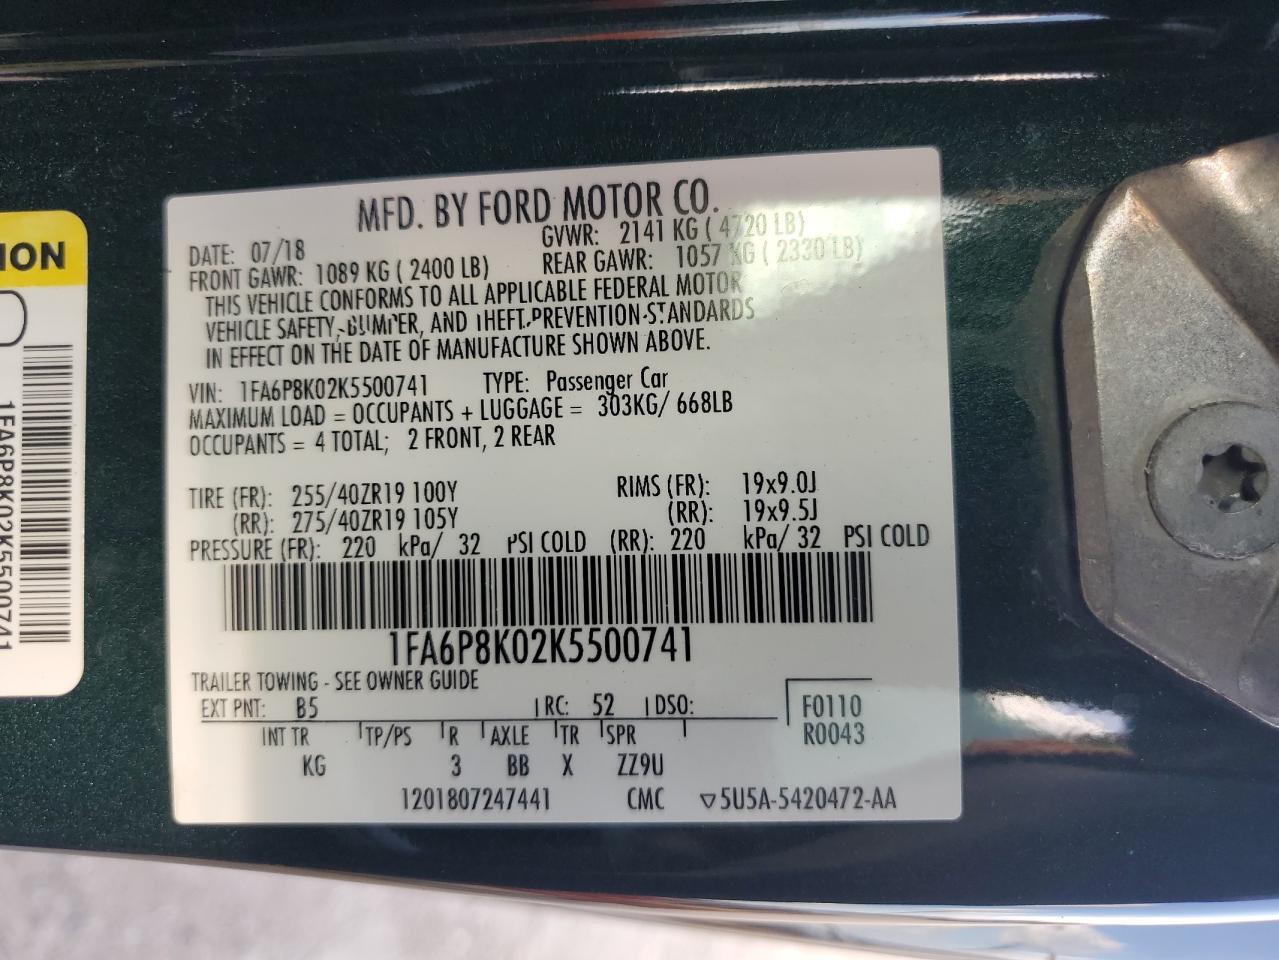 MFD. BY FORD MOTOR CO.
DATE: 07/18 GVWR: 2141 KG ( 4720 LB)
FRONT GAWR: 1089 KG ( 2400 LB) REAR GAWR: 1057 KG ( 2330 LB)
THIS VEHICLE CONFORMS TO ALL APPLICABLE FEDERAL MOTOR
VEHICLE SAFETY, BUMPER, AND THEFT PREVENTION STANDARDS
IN EFFECT ON THE DATE OF MANUFACTURE SHOWN ABOVE.
VIN: 1FA6P8K02K5500741 TYPE: Passenger Car
MAXIMUM LOAD = OCCUPANTS + LUGGAGE = 303KG/ 668LB
OCCUPANTS = 4 TOTAL; 2 FRONT, 2 REAR
TIRE (FR): 255/40ZR19 100Y RIMS (FR): 19x9.0J
(RR): 275/40ZR19 105Y (RR): 19x9.5J
PRESSURE (FR): 220 kPa/ 32 PSI COLD (RR): 220 kPa/ 32 PSI COLD
1FA6P8K02K5500741
TRAILER TOWING - SEE OWNER GUIDE
EXT PNT: B5 RC: 52 DSO: F0110
INT TR TP/PS R AXLE TR SPR R0043
KG 3 BB X ZZ9U
1201807247441 CMC ▽5U5A-5420472-AA
ION
1FA6P8K02K5500741